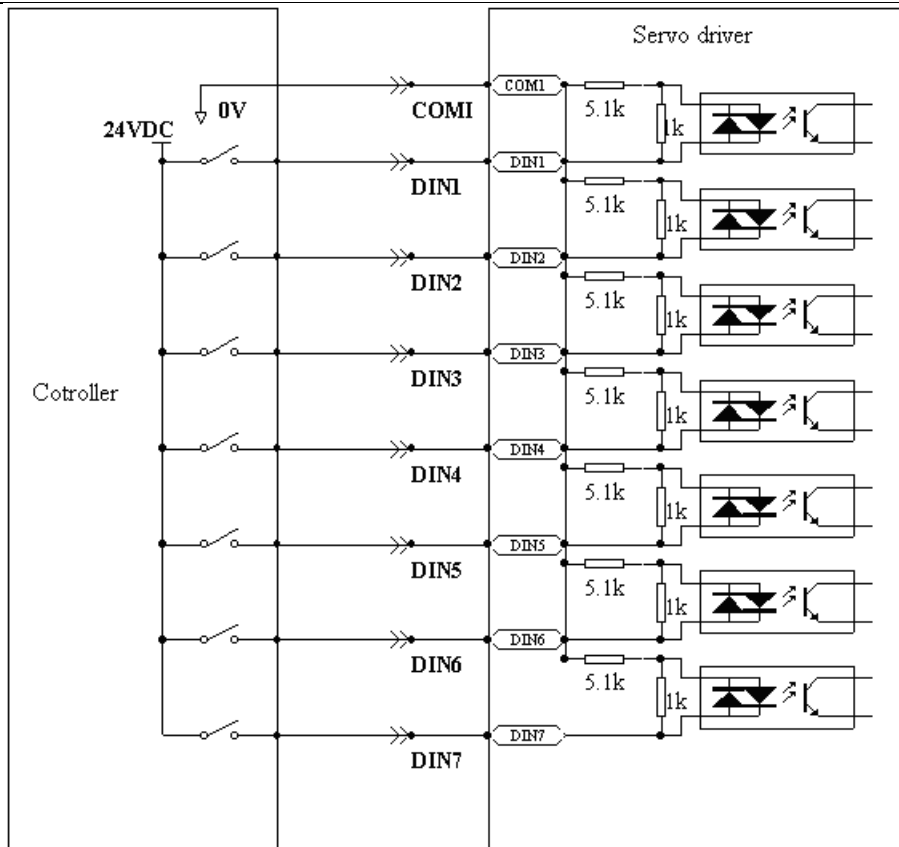 Servo driver
COM1
5.1k
0V
COMI
1k
24VDC
DIN1
DIN1
5.1k
1k
DIN2
DIN2
5.1k
1k
DIN3
DIN3
Cotroller
5.1k
1k
DIN4
DIN4
5.1k
1k
DIN5
DIN5
5.1k
1k
DIN6
DIN6
5.1k
1k
DIN7
DIN7